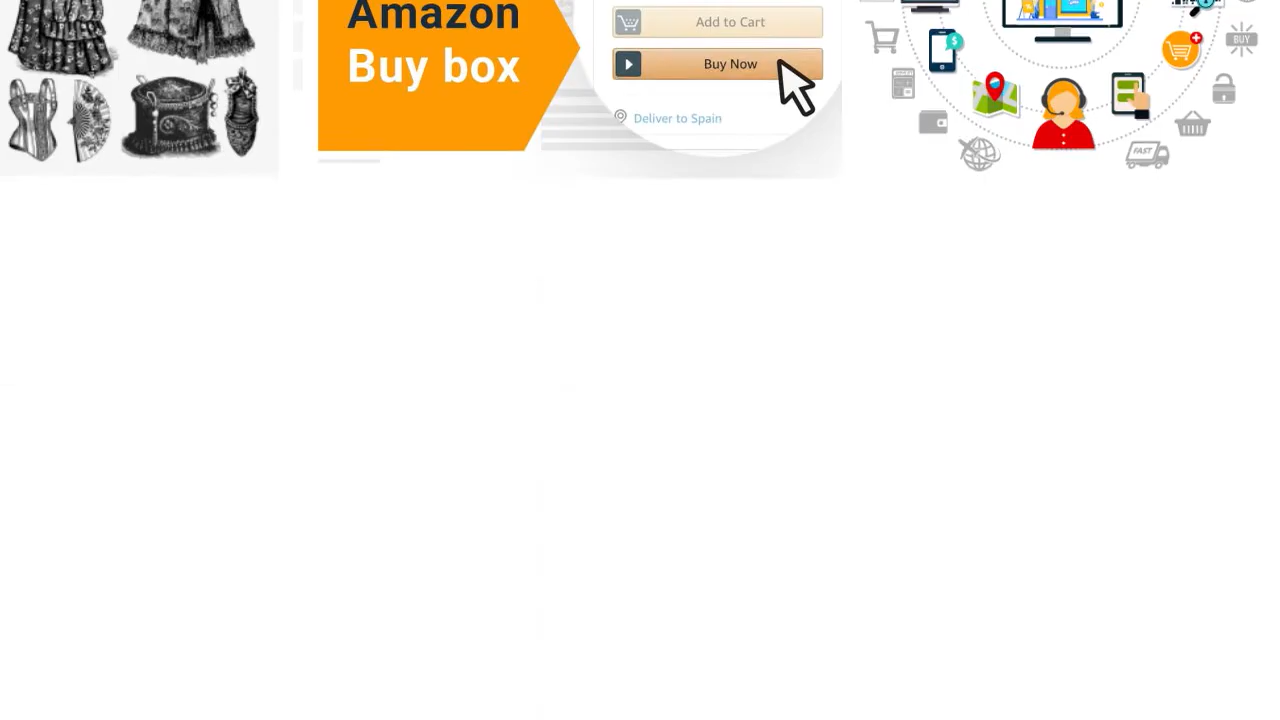 Amazon
Buy box
Add to Cart
Buy Now
Deliver to Spain
$
BUY
FAST